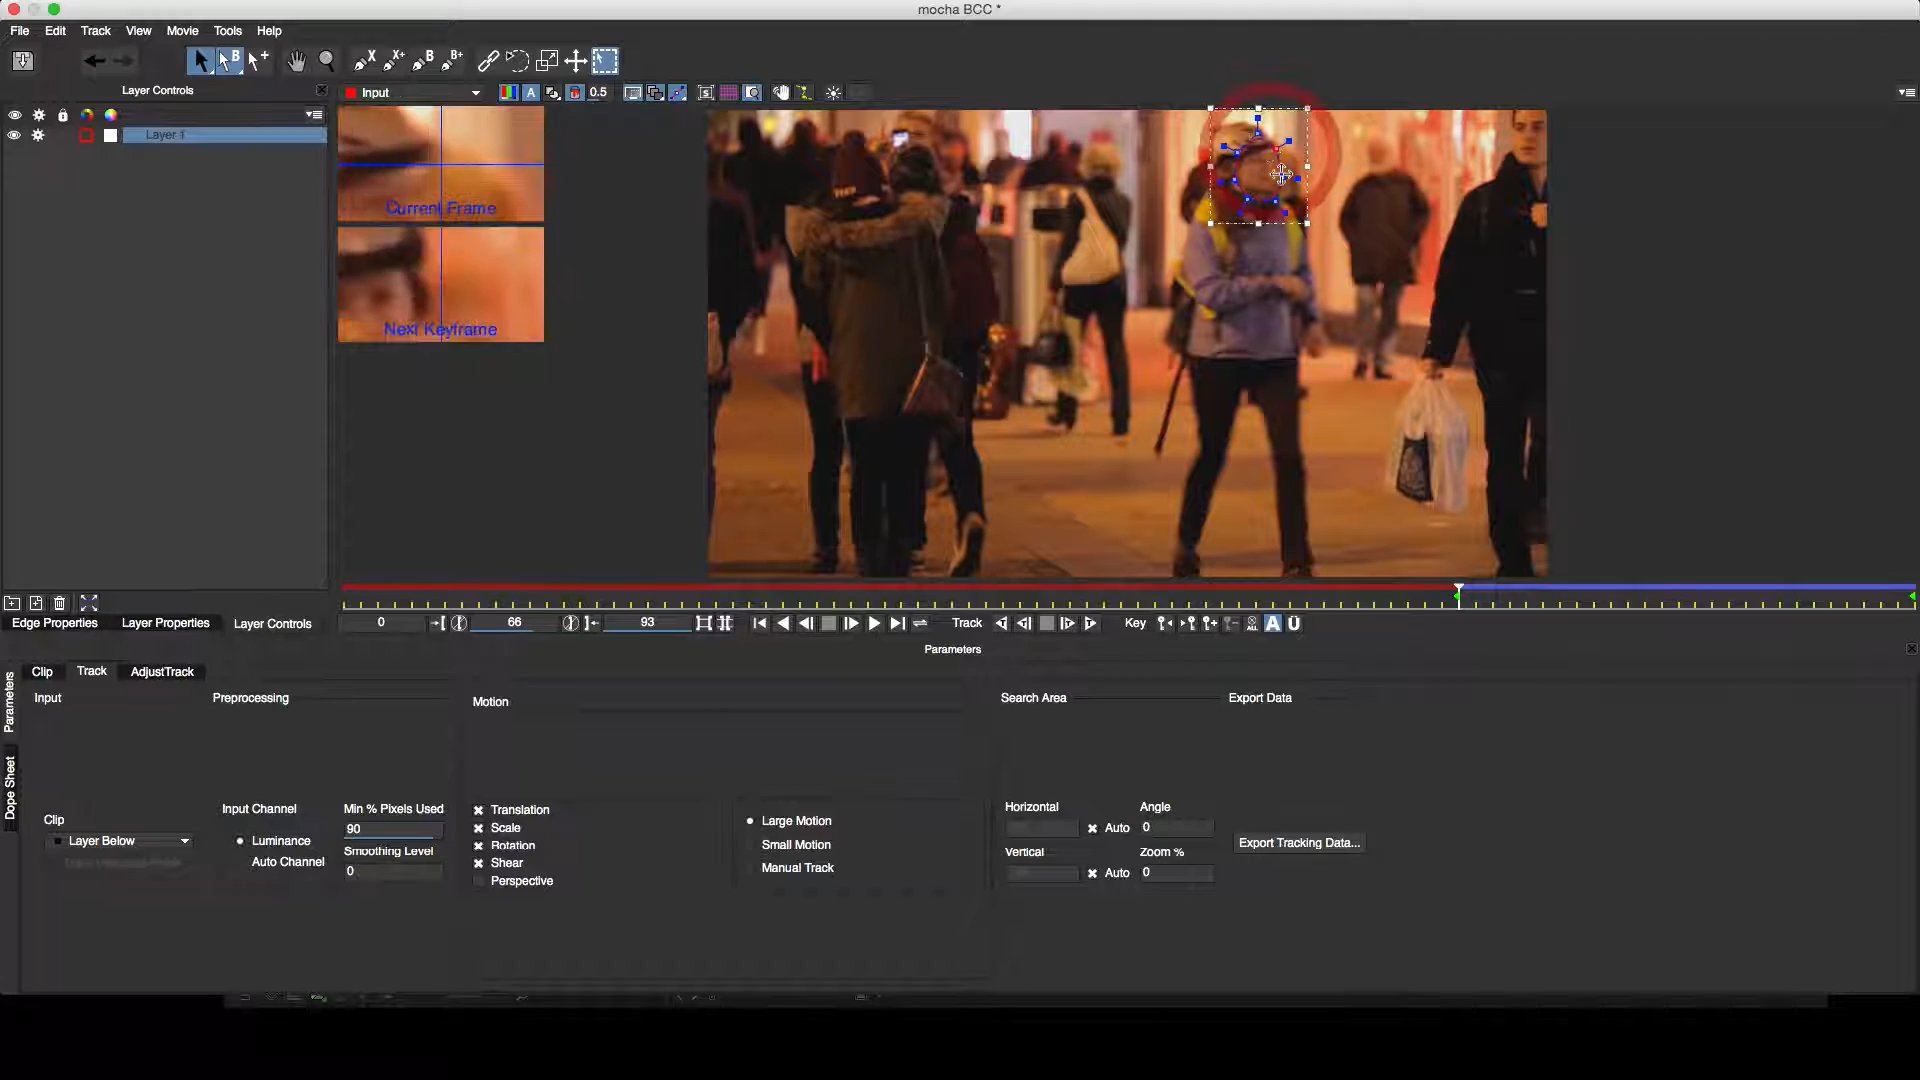 mocha BCC *
File Edit Track View Movie Tools Help
Layer Controls
Input
A
0.5
Layer 1
Current Frame
Next Keyframe
Edge Properties Layer Properties Layer Controls
0 66 93 Track Key ALL A Ü
Parameters
Clip Track AdjustTrack
Parameters
Dope Sheet
Input Preprocessing Motion Search Area Export Data
Clip
Layer Below
Input Channel
Luminance
Auto Channel
Min % Pixels Used
90
Smoothing Level
0
Translation
Scale
Rotation
Shear
Perspective
Large Motion
Small Motion
Manual Track
Horizontal Angle
Auto 0
Vertical Zoom %
Auto 0
Export Tracking Data...